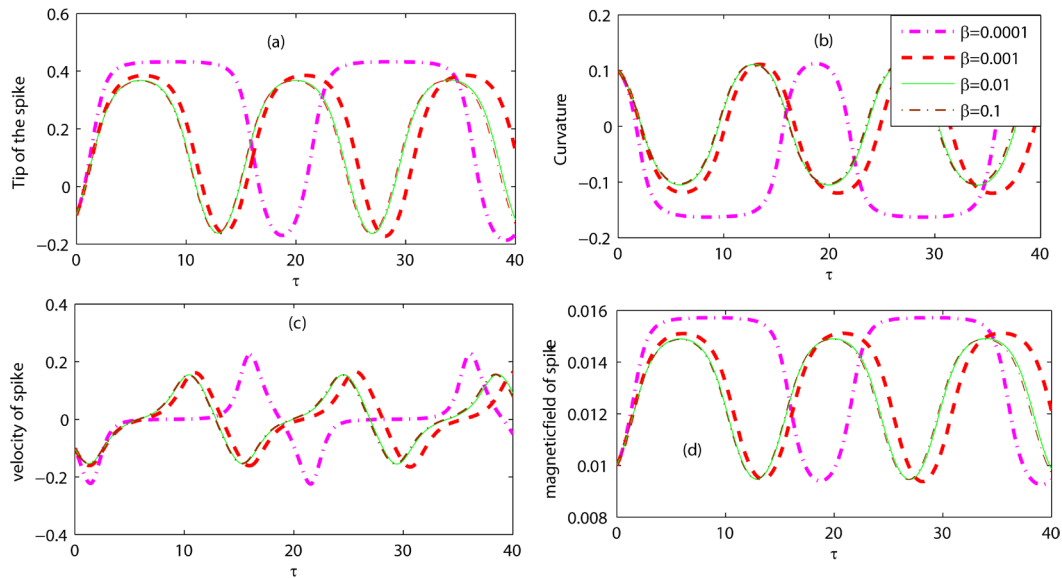 (a)
Tip of the spike
0.6
0.4
0.2
0
−0.2
0 10 20 30 40
τ
(b)
Curvature
0.2
0.1
0
−0.1
−0.2
0 10 20 30 40
τ
β=0.0001
β=0.001
β=0.01
β=0.1
(c)
velocity of spike
0.4
0.2
0
−0.2
−0.4
0 10 20 30 40
τ
(d)
magneticfield of spike
0.016
0.014
0.012
0.01
0.008
0 10 20 30 40
τ